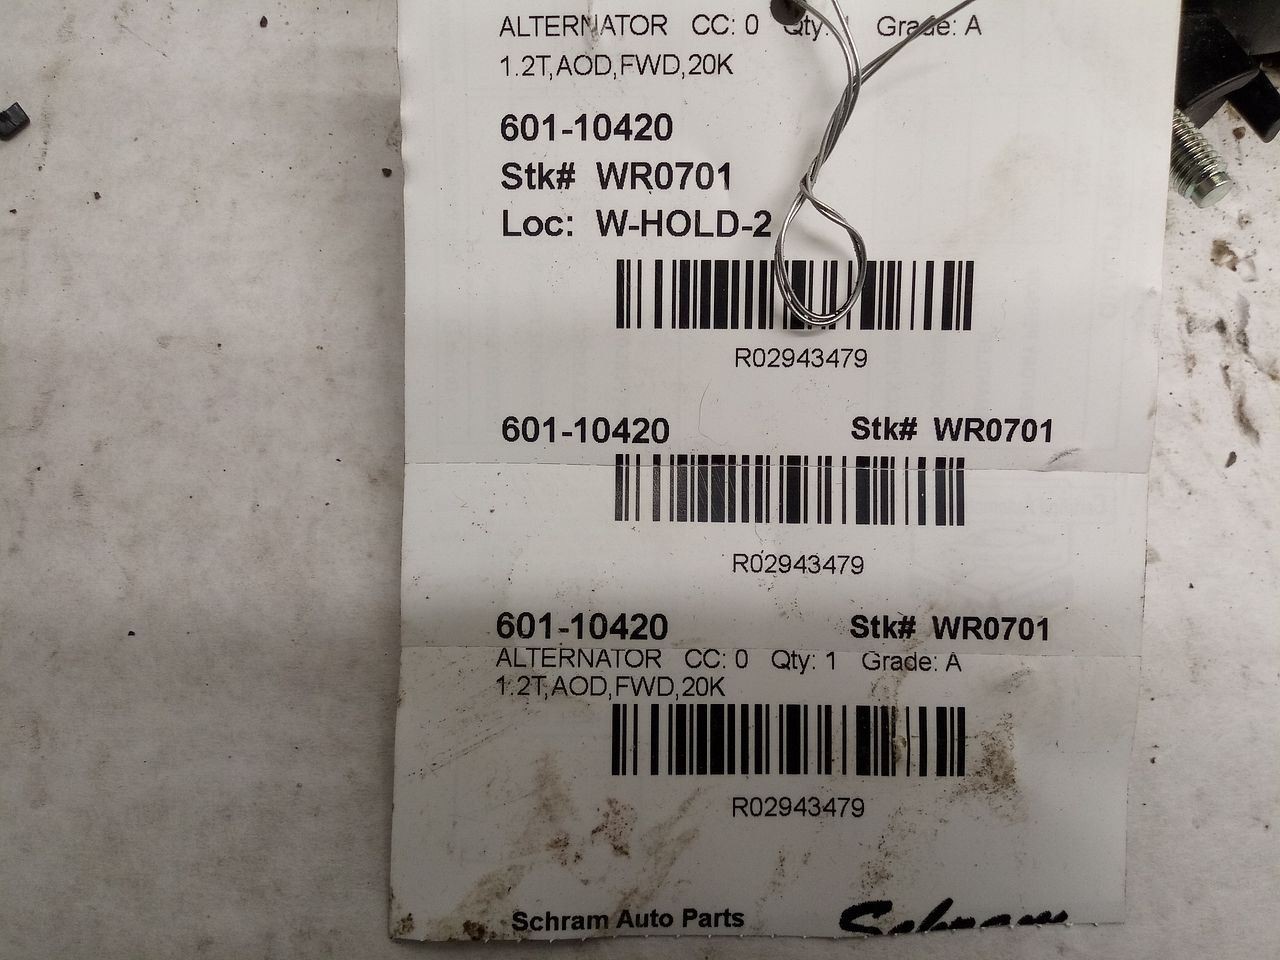 ALTERNATOR CC: 0 Qty: 1 Grade: A
1.2T,AOD,FWD,20K
601-10420
Stk# WR0701
Loc: W-HOLD-2
R02943479
601-10420 Stk# WR0701
R02943479
601-10420 Stk# WR0701
ALTERNATOR CC: 0 Qty: 1 Grade: A
1.2T,AOD,FWD,20K
R02943479
Schram Auto Parts Schram